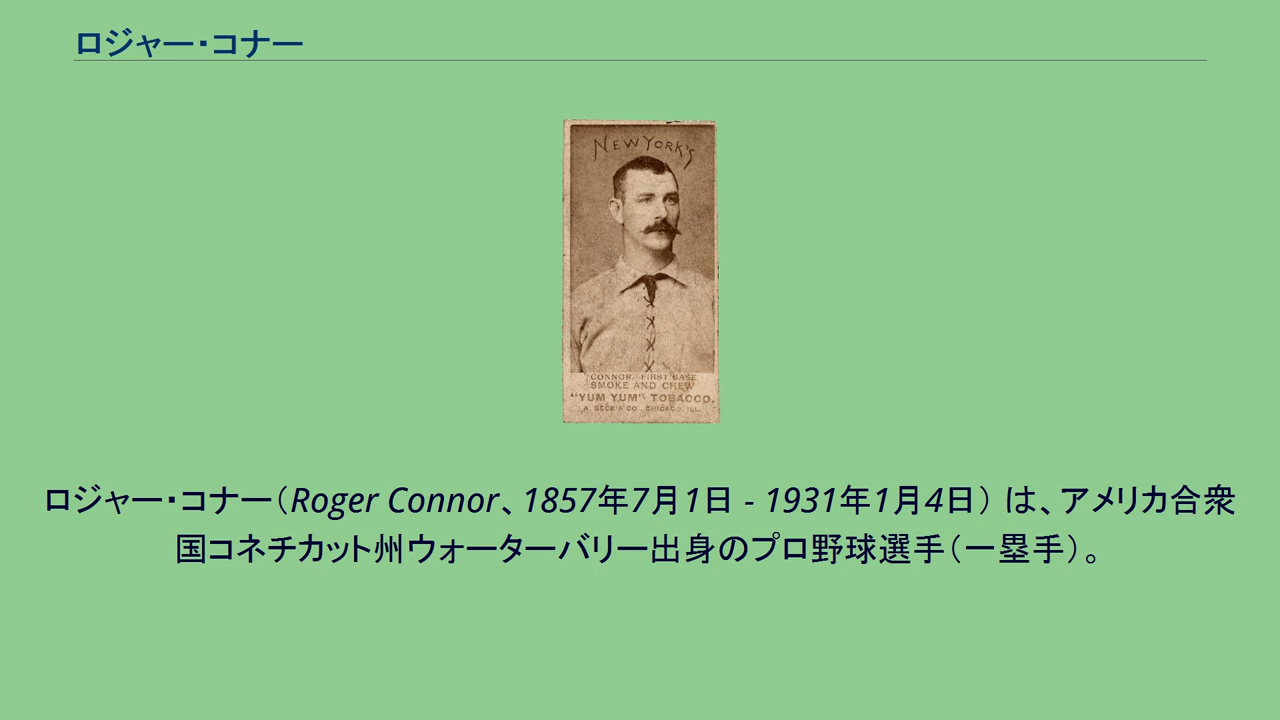 ロジャー・コナー
NEW YORK'S
CONNOR. FIRST BASE.
SMOKE AND CHEW
"YUM YUM" TOBACCO.
A. BECK & CO. CHICAGO, ILL.
ロジャー・コナー（Roger Connor、1857年7月1日 - 1931年1月4日） は、アメリカ合衆
国コネチカット州ウォーターバリー出身のプロ野球選手（一塁手）。